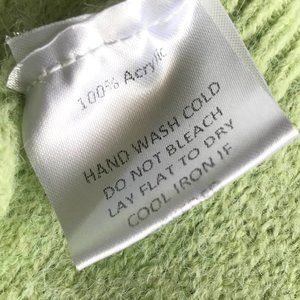 100% Acrylic
HAND WASH COLD
DO NOT BLEACH
LAY FLAT TO DRY
COOL IRON IF